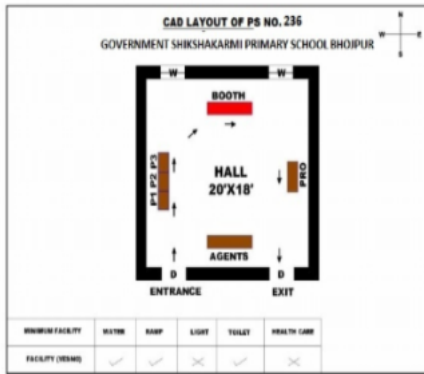 CAD LAYOUT OF PS NO. 236
GOVERNMENT SHIKSHAKARMI PRIMARY SCHOOL BHOJPUR
N
W E
S
W W
BOOTH
P1 P2 P3
HALL
20'X18'
PRO
AGENTS
D D
ENTRANCE EXIT
MINIMUM FACILITY WATER RAMP LIGHT TOILET HEALTH CARE
FACILITY (YES/NO)